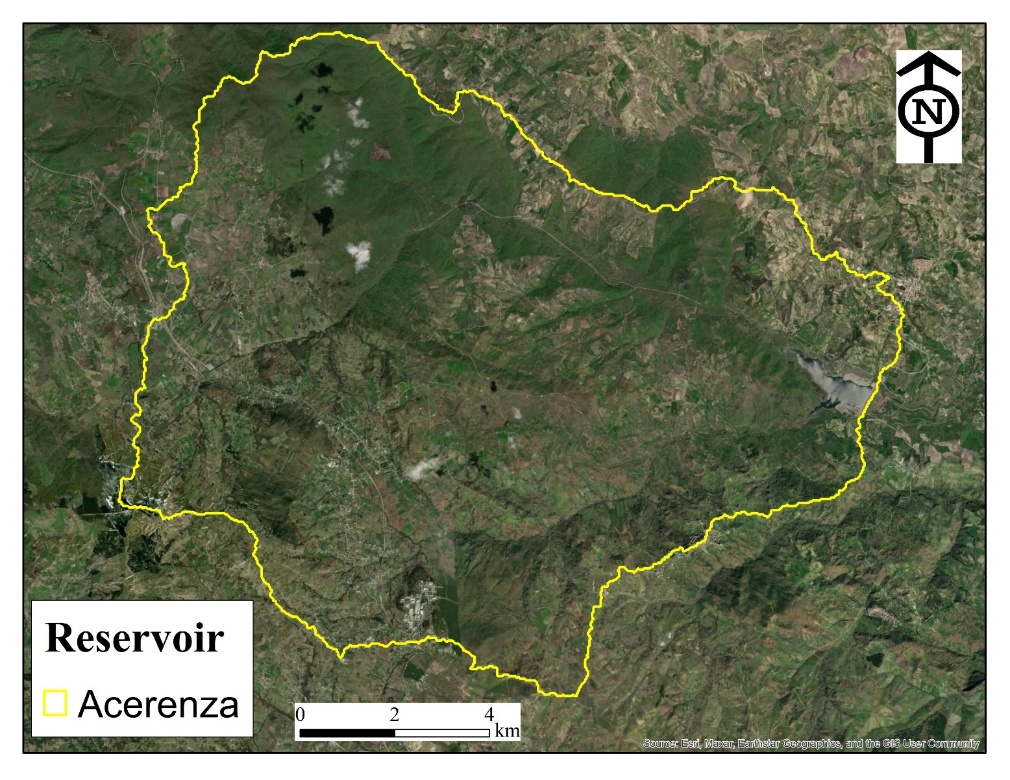 N
Reservoir
Acerenza
0 2 4
km
Source: Esri, Maxar, Earthstar Geographics, and the GIS User Community